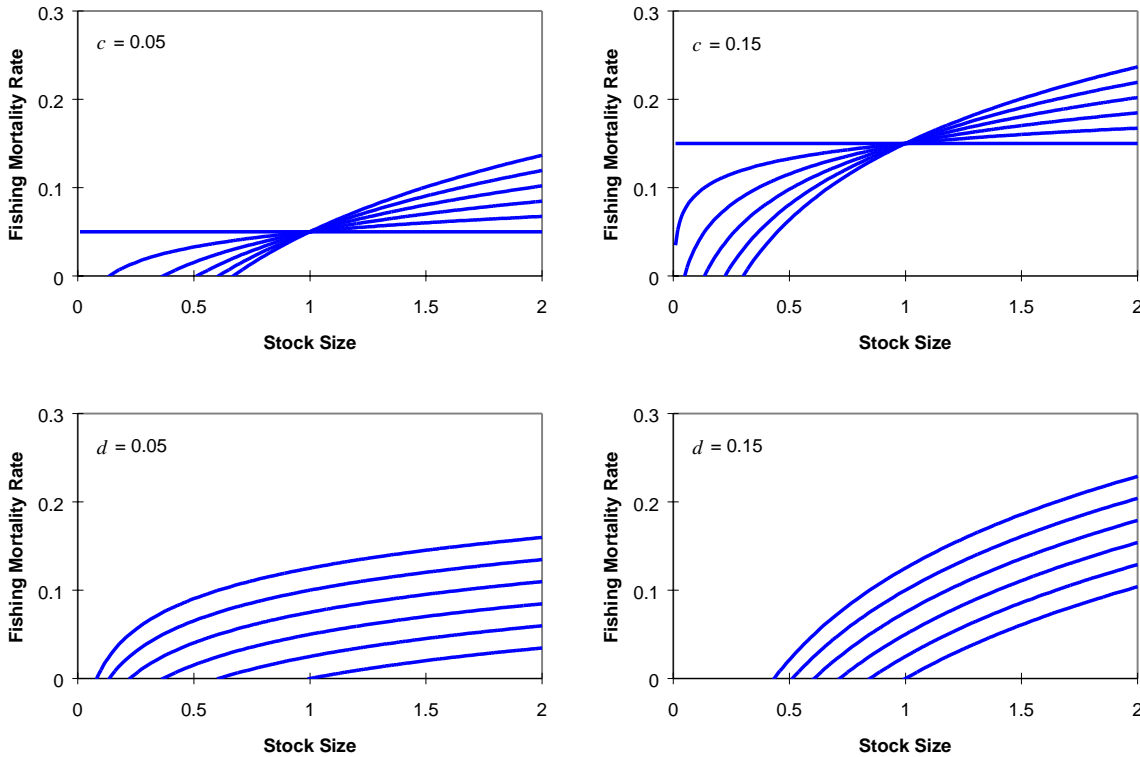 0.3
c = 0.05
0.2
0.1
0
Fishing Mortality Rate
0 0.5 1 1.5 2
Stock Size
0.3
c = 0.15
0.2
0.1
0
Fishing Mortality Rate
0 0.5 1 1.5 2
Stock Size
0.3
d = 0.05
0.2
0.1
0
Fishing Mortality Rate
0 0.5 1 1.5 2
Stock Size
0.3
d = 0.15
0.2
0.1
0
Fishing Mortality Rate
0 0.5 1 1.5 2
Stock Size